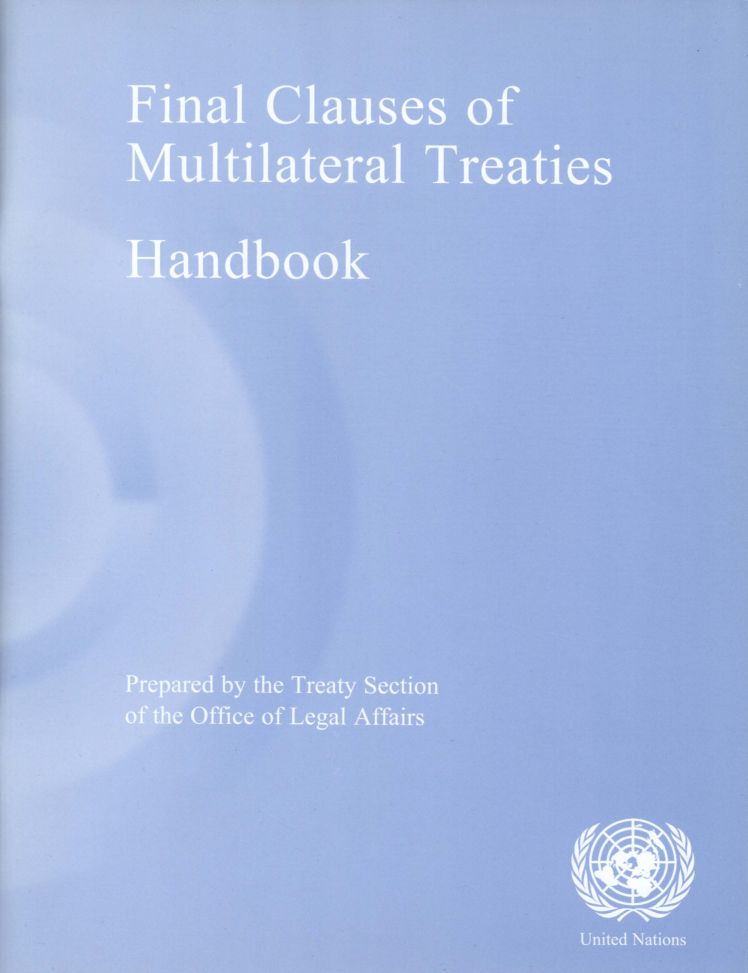 Final Clauses of
Multilateral Treaties
Handbook
Prepared by the Treaty Section
of the Office of Legal Affairs
United Nations